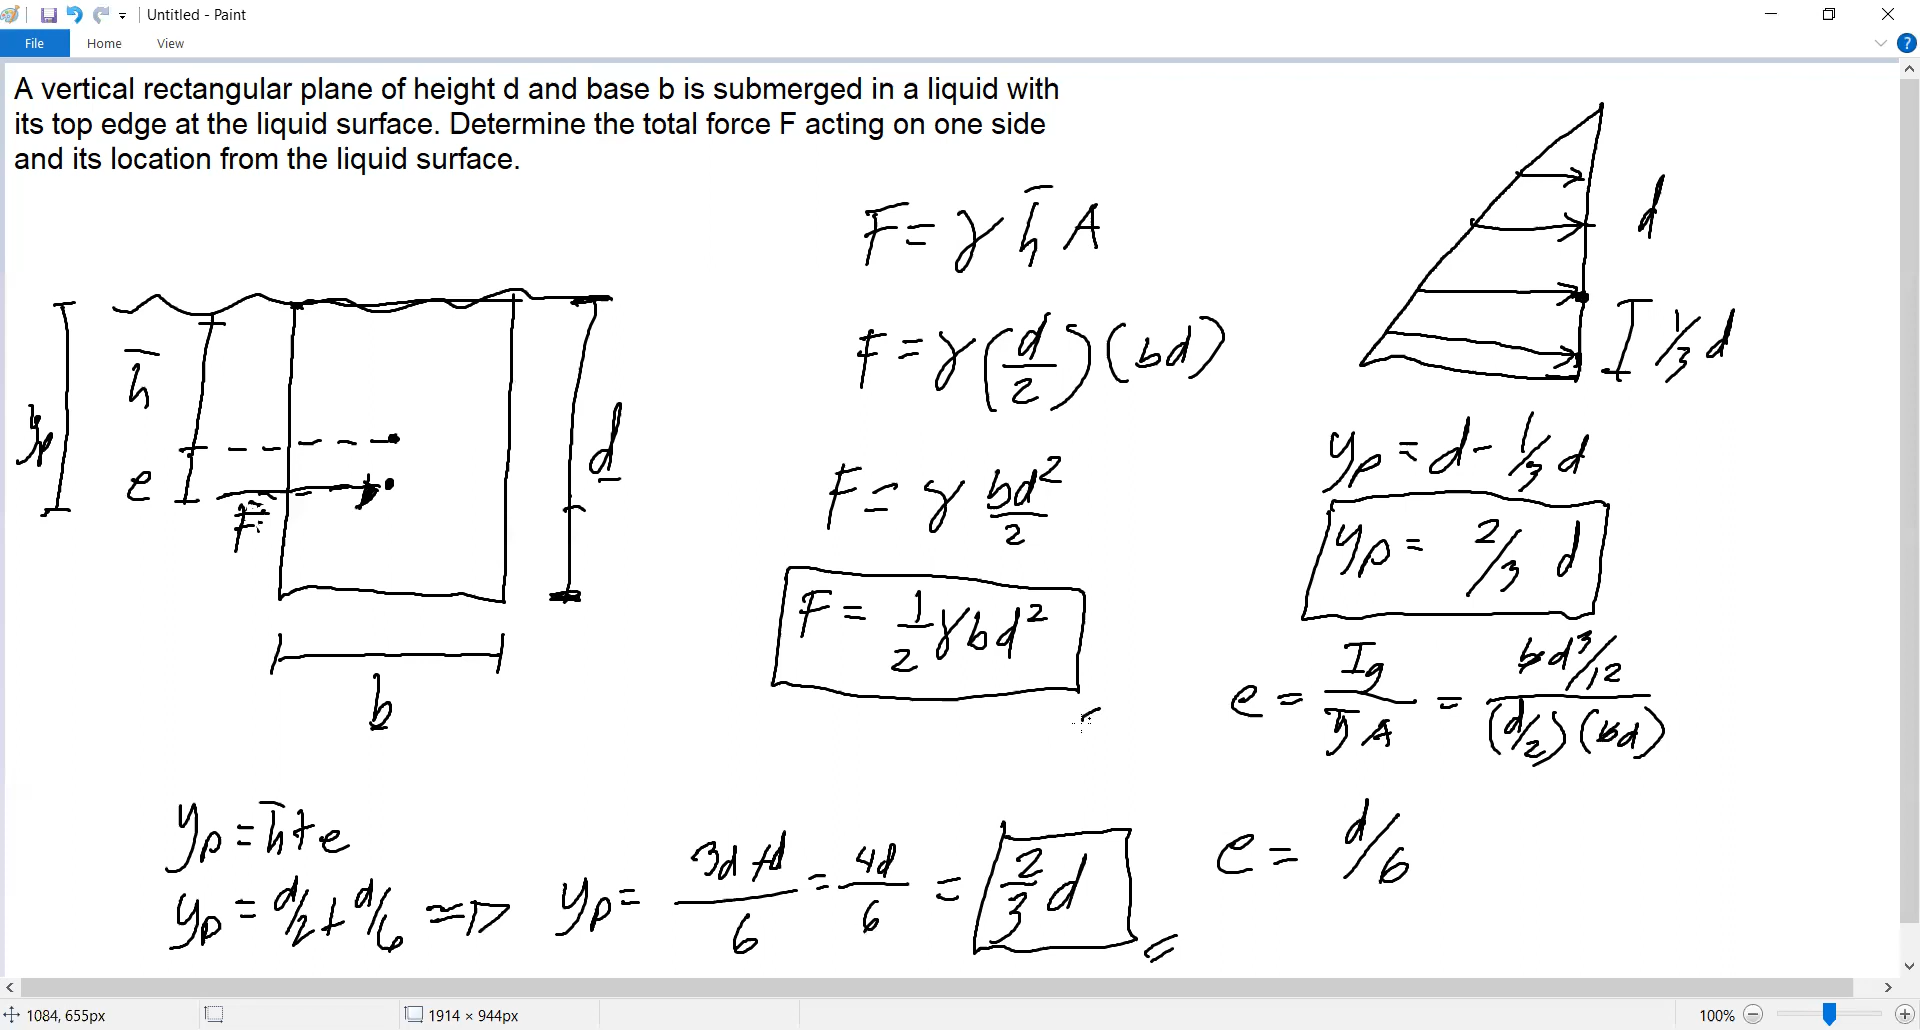 Untitled - Paint
File Home View
A vertical rectangular plane of height d and base b is submerged in a liquid with
its top edge at the liquid surface. Determine the total force F acting on one side
and its location from the liquid surface.
h̄
yp
e
F
d
b
F = γ h̄ A
F = γ (d/2) (bd)
F = γ bd²/2
F = 1/2 γbd²
d
1/3 d
yp = d - 1/3 d
yp = 2/3 d
e = Ig/ȳA = bd³/12 / (d/2)(bd)
e = d/6
yp = h̄ + e
yp = d/2 + d/6 => yp = 3d+d/6 = 4d/6 = 2/3 d
1084, 655px 1914 × 944px 100%